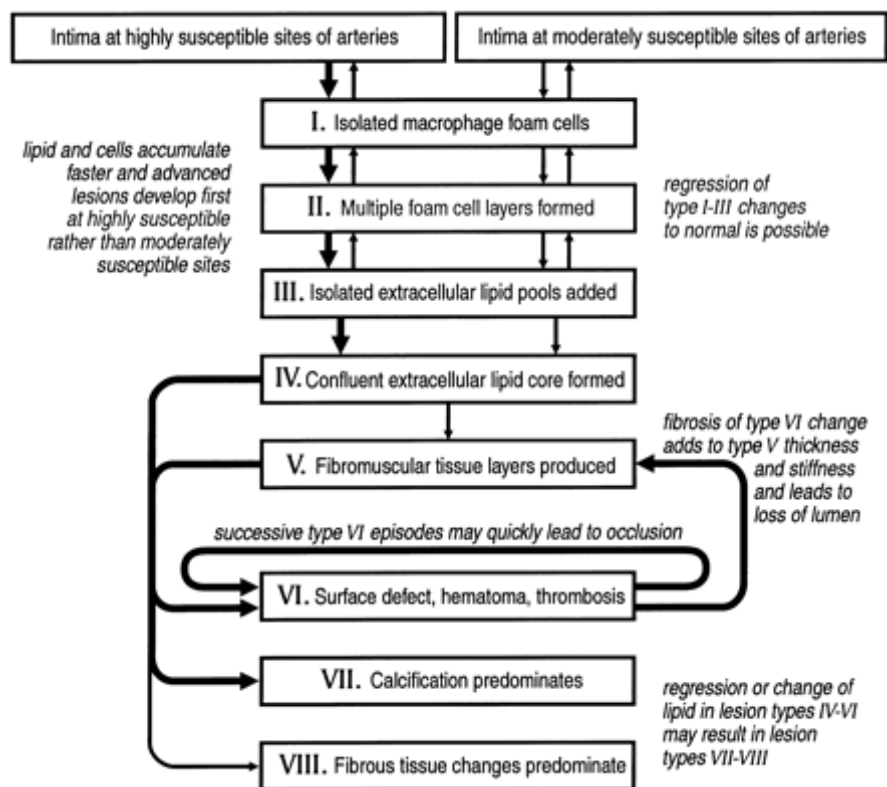 Intima at highly susceptible sites of arteries
Intima at moderately susceptible sites of arteries
I. Isolated macrophage foam cells
lipid and cells accumulate
faster and advanced
lesions develop first
at highly susceptible
rather than moderately
susceptible sites
II. Multiple foam cell layers formed
regression of
type I-III changes
to normal is possible
III. Isolated extracellular lipid pools added
IV. Confluent extracellular lipid core formed
fibrosis of type VI change
adds to type V thickness
and stiffness
and leads to
loss of lumen
V. Fibromuscular tissue layers produced
successive type VI episodes may quickly lead to occlusion
VI. Surface defect, hematoma, thrombosis
VII. Calcification predominates
regression or change of
lipid in lesion types IV-VI
may result in lesion
types VII-VIII
VIII. Fibrous tissue changes predominate